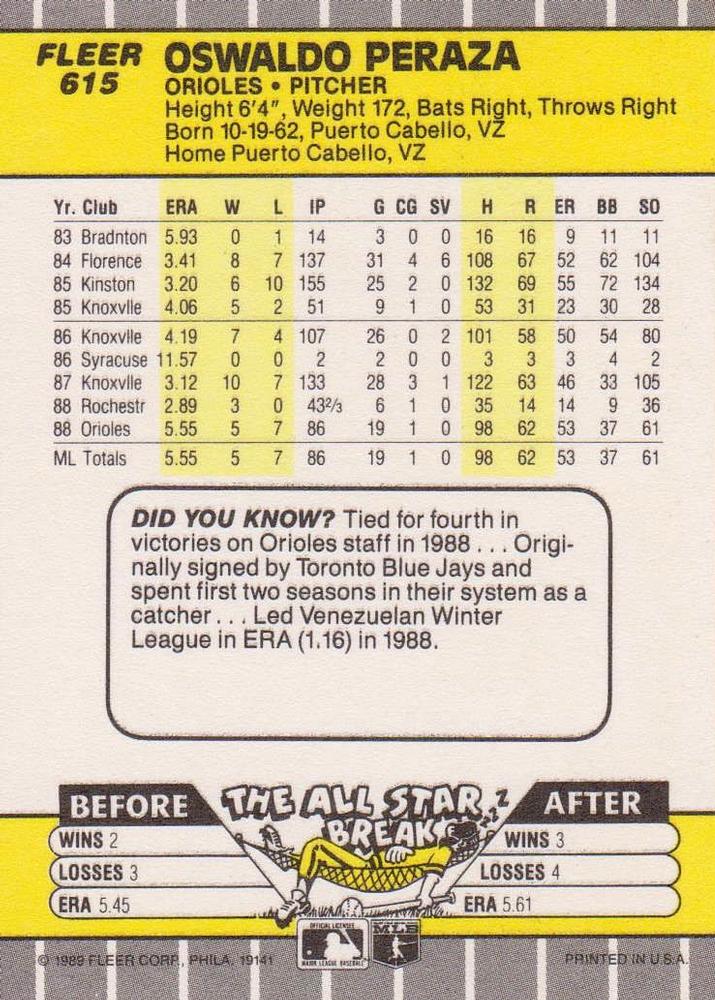 FLEER
615
OSWALDO PERAZA
ORIOLES • PITCHER
Height 6'4", Weight 172, Bats Right, Throws Right
Born 10-19-62, Puerto Cabello, VZ
Home Puerto Cabello, VZ
Yr. Club ERA W L IP G CG SV H R ER BB SO
83 Bradnton 5.93 0 1 14 3 0 0 16 16 9 11 11
84 Florence 3.41 8 7 137 31 4 6 108 67 52 62 104
85 Kinston 3.20 6 10 155 25 2 0 132 69 55 72 134
85 Knoxvlle 4.06 5 2 51 9 1 0 53 31 23 30 28
86 Knoxvlle 4.19 7 4 107 26 0 2 101 58 50 54 80
86 Syracuse 11.57 0 0 2 2 0 0 3 3 3 4 2
87 Knoxvlle 3.12 10 7 133 28 3 1 122 63 46 33 105
88 Rochestr 2.89 3 0 43 2/3 6 1 0 35 14 14 9 36
88 Orioles 5.55 5 7 86 19 1 0 98 62 53 37 61
ML Totals 5.55 5 7 86 19 1 0 98 62 53 37 61
DID YOU KNOW? Tied for fourth in
victories on Orioles staff in 1988 . . . Origi-
nally signed by Toronto Blue Jays and
spent first two seasons in their system as a
catcher . . . Led Venezuelan Winter
League in ERA (1.16) in 1988.
BEFORE
THE ALL STAR
BREAK
ZZZ
AFTER
WINS 2
WINS 3
LOSSES 3
LOSSES 4
ERA 5.45
ERA 5.61
OFFICIAL LICENSEE
MAJOR LEAGUE BASEBALL
MLB
© 1989 FLEER CORP., PHILA. 19141
PRINTED IN U.S.A.